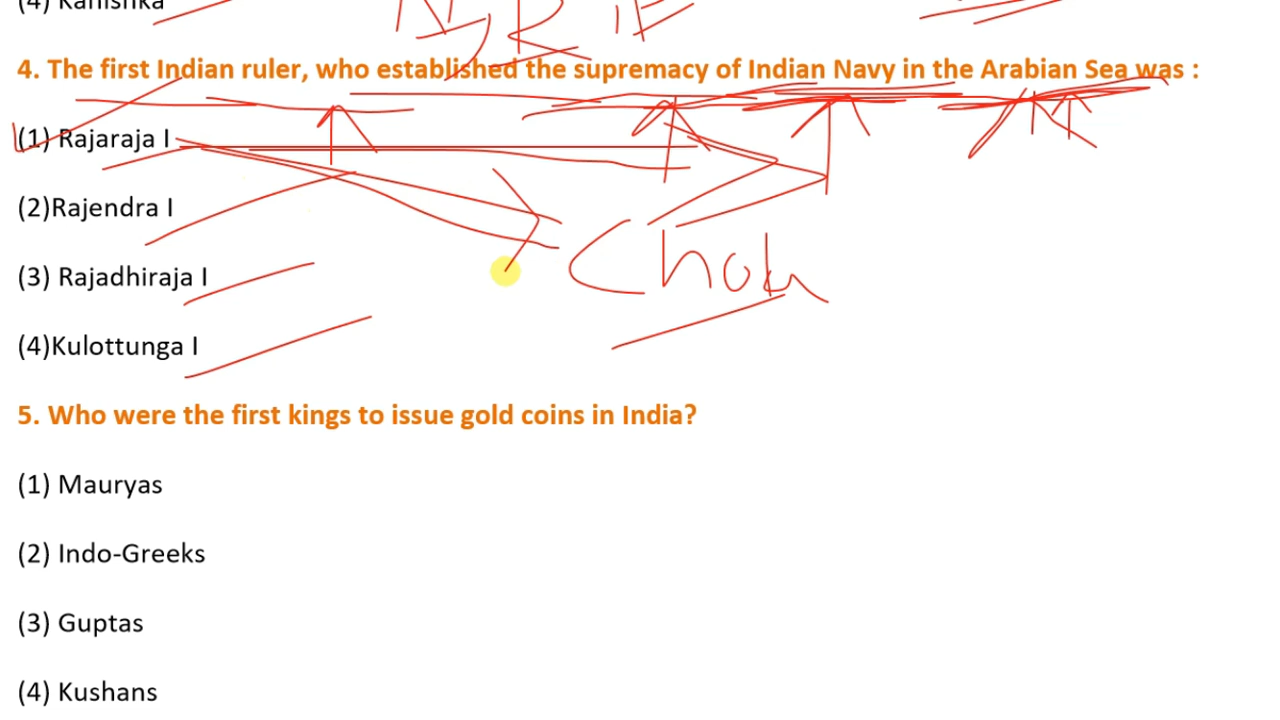 (4) Kanishka
4. The first Indian ruler, who established the supremacy of Indian Navy in the Arabian Sea was :
(1) Rajaraja I
(2)Rajendra I
(3) Rajadhiraja I
Chola
(4)Kulottunga I
5. Who were the first kings to issue gold coins in India?
(1) Mauryas
(2) Indo-Greeks
(3) Guptas
(4) Kushans